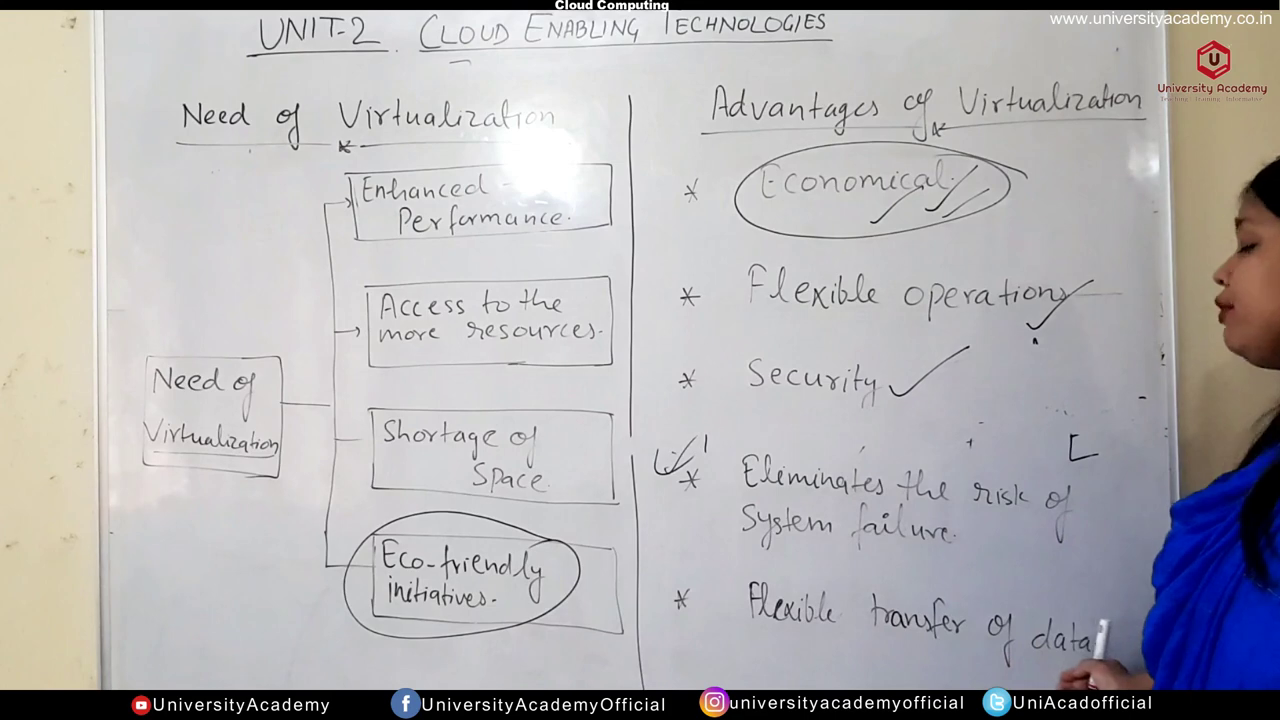 Cloud Computing
www.universityacademy.co.in
UNIT-2 CLOUD ENABLING TECHNOLOGIES
U
University Academy
Need of Virtualization
Enhanced
Performance.
Access to the
more resources.
Need of
Virtualization
Shortage of
Space
Eco-friendly
initiatives.
Advantages of Virtualization
* Economical
* Flexible operations
* Security
* Eleminates the risk of
System failure.
* Flexible transfer of data
UniversityAcademy
UniversityAcademyOfficial
universityacademyofficial
UniAcadofficial